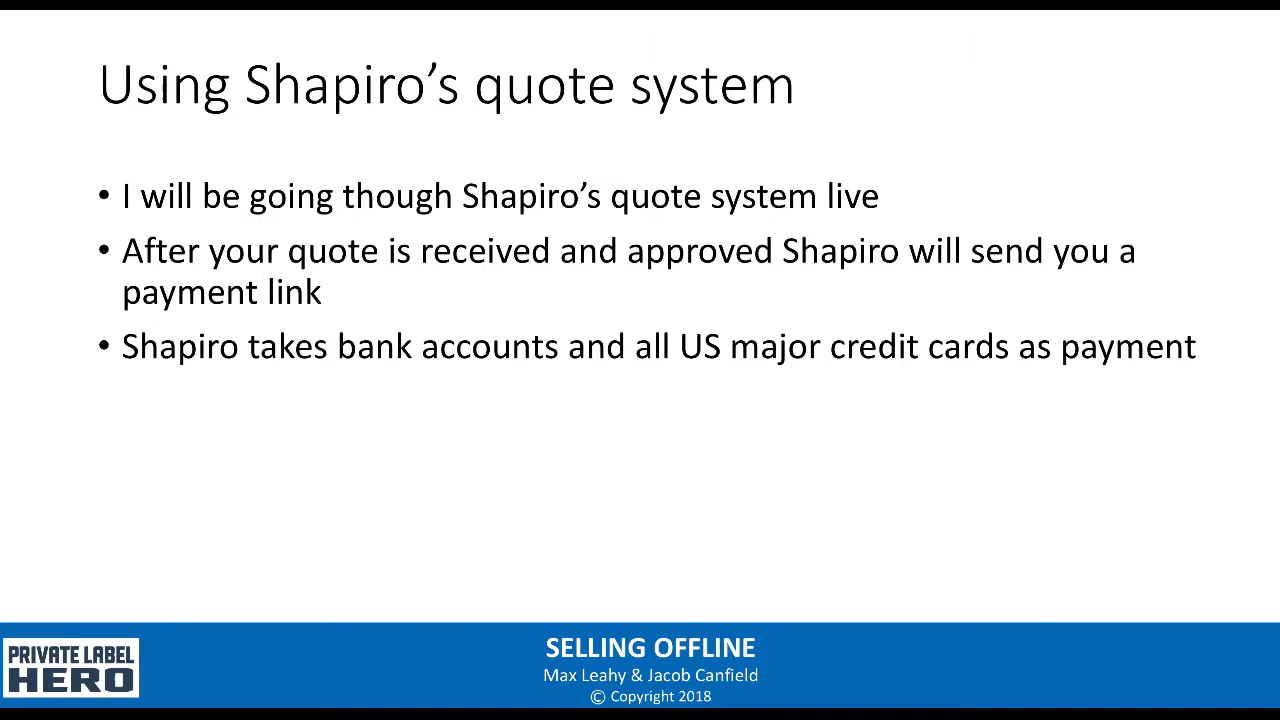 Using Shapiro’s quote system
• I will be going though Shapiro’s quote system live
• After your quote is received and approved Shapiro will send you a
payment link
• Shapiro takes bank accounts and all US major credit cards as payment
PRIVATE LABEL
HERO
SELLING OFFLINE
Max Leahy & Jacob Canfield
© Copyright 2018